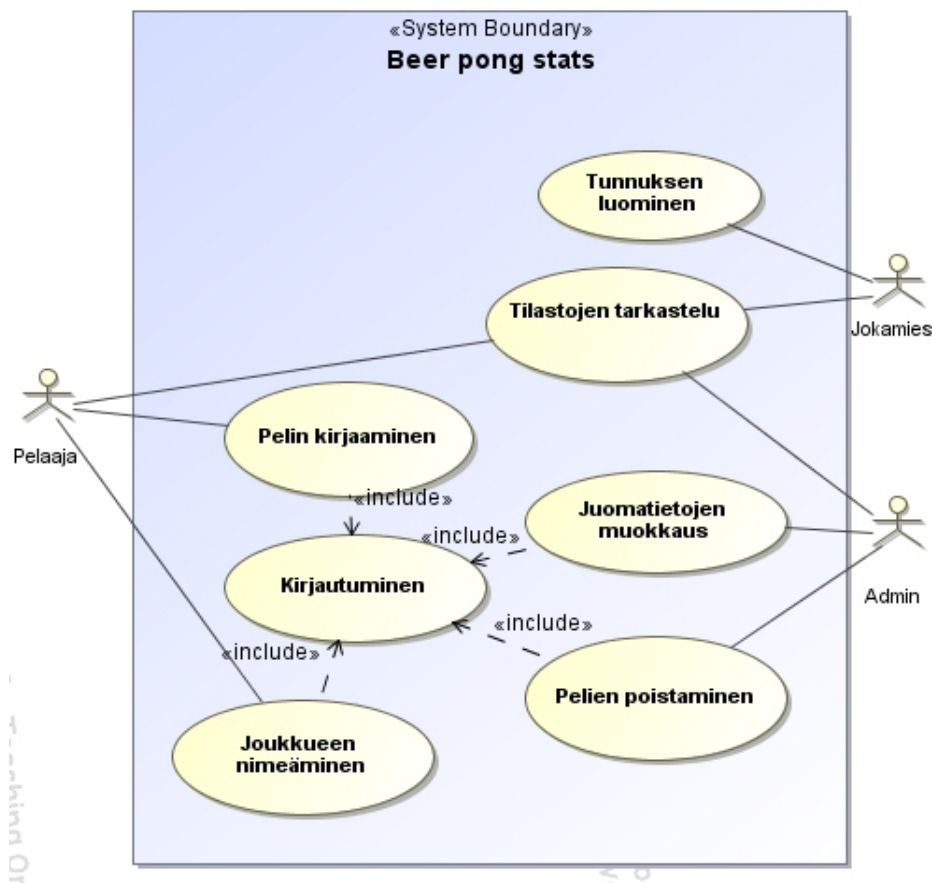 «System Boundary»
Beer pong stats
Tunnuksen
luominen
Tilastojen tarkastelu
Jokamies
Pelaaja
Pelin kirjaaminen
«include»
Juomatietojen
muokkaus
«include»
Kirjautuminen
Admin
«include»
«include»
Pelien poistaminen
Joukkueen
nimeäminen